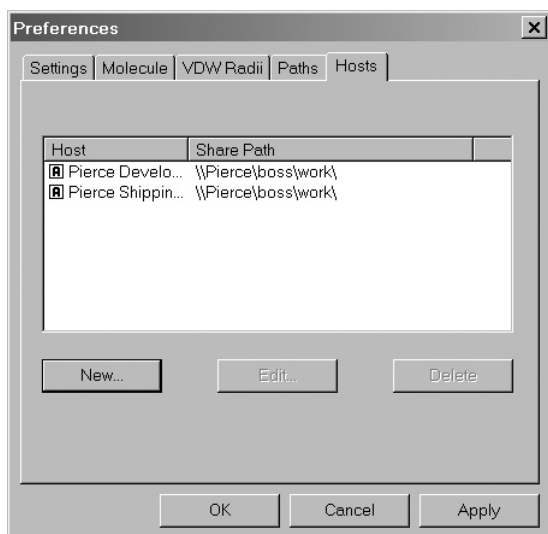 Preferences
Settings Molecule VDW Radii Paths Hosts
Host Share Path
Pierce Develo... \\Pierce\boss\work\
Pierce Shippin... \\Pierce\boss\work\
New... Edit... Delete
OK Cancel Apply